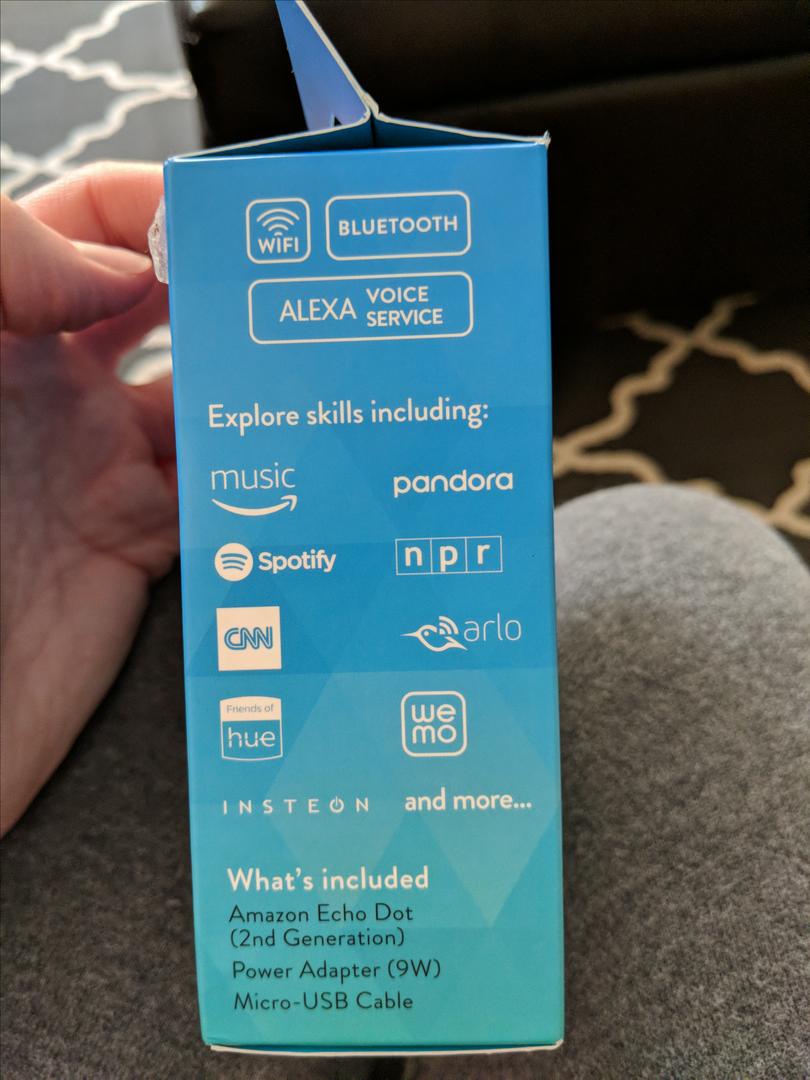 WiFi BLUETOOTH
ALEXA VOICE SERVICE
Explore skills including:
music pandora
Spotify npr
CNN arlo
Friends of
hue
we
mo
INSTEON and more...
What's included
Amazon Echo Dot
(2nd Generation)
Power Adapter (9W)
Micro-USB Cable